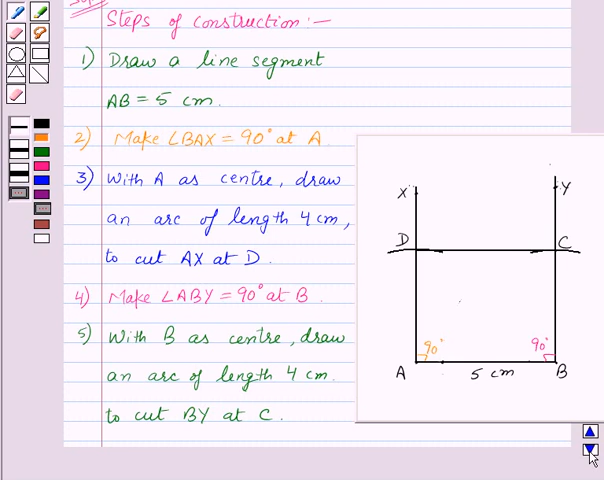 Steps of construction :—
1) Draw a line segment
AB = 5 cm.
2) Make ∠BAX = 90° at A
3) With A as centre, draw
an arc of length 4 cm,
to cut AX at D.
4) Make ∠ABY = 90° at B.
5) With B as centre, draw
an arc of length 4 cm.
to cut BY at C.
X Y
D C
90° 90°
A 5 cm B